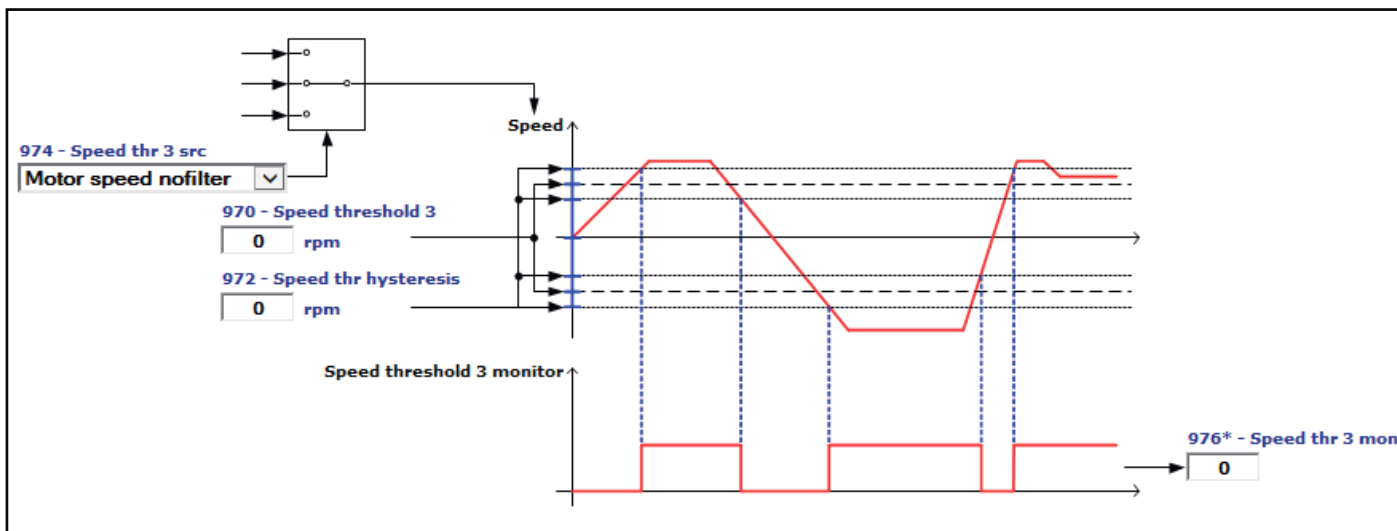 Speed
974 - Speed thr 3 src
Motor speed nofilter
970 - Speed threshold 3
0 rpm
972 - Speed thr hysteresis
0 rpm
Speed threshold 3 monitor
976* - Speed thr 3 mon
0